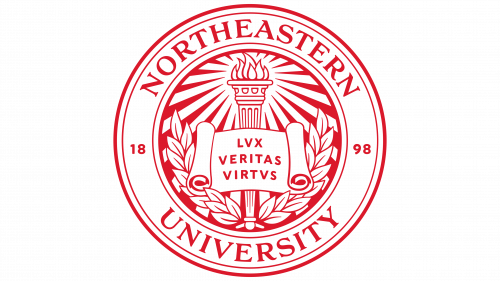 NORTHEASTERN
18 98
LVX
VERITAS
VIRTVS
UNIVERSITY